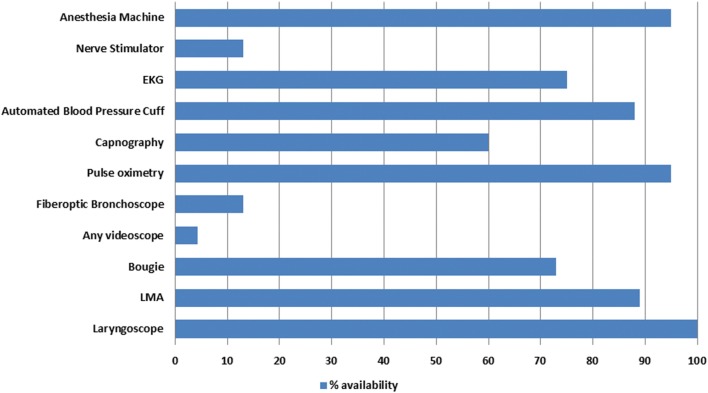 Anesthesia Machine
Nerve Stimulator
EKG
Automated Blood Pressure Cuff
Capnography
Pulse oximetry
Fiberoptic Bronchoscope
Any videoscope
Bougie
LMA
Laryngoscope
0 10 20 30 40 50 60 70 80 90 100
% availability